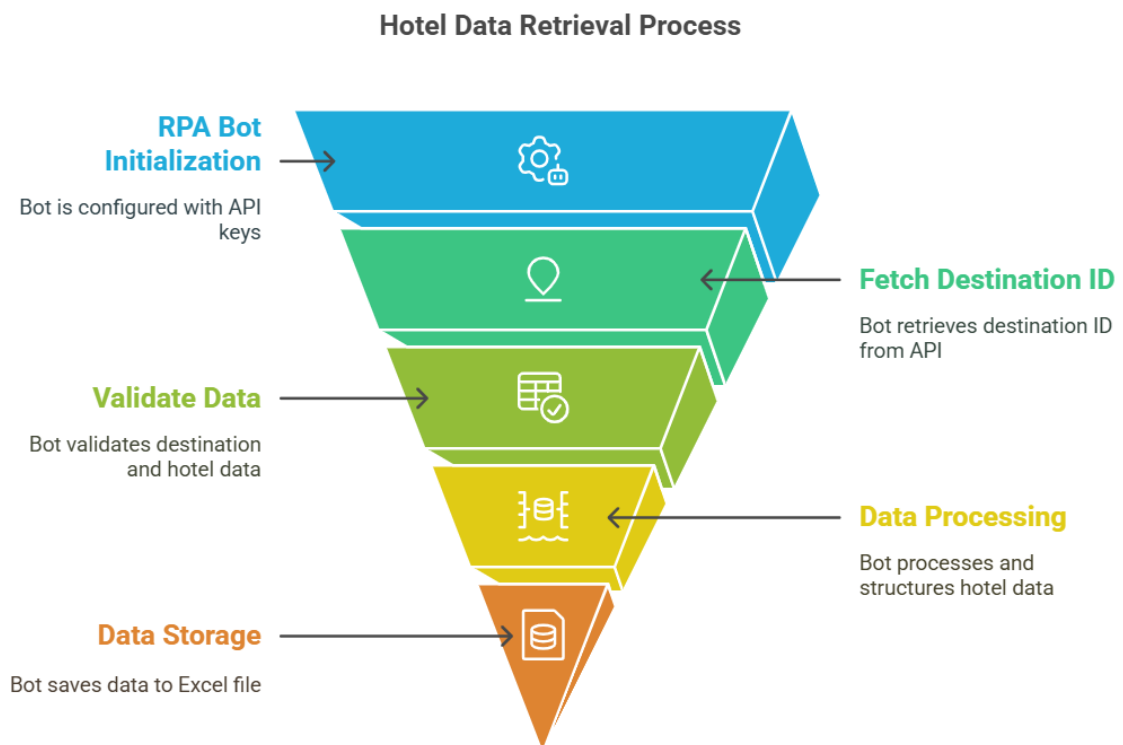 Hotel Data Retrieval Process
RPA Bot
Initialization
Bot is configured with API
keys
Fetch Destination ID
Bot retrieves destination ID
from API
Validate Data
Bot validates destination
and hotel data
Data Processing
Bot processes and
structures hotel data
Data Storage
Bot saves data to Excel file